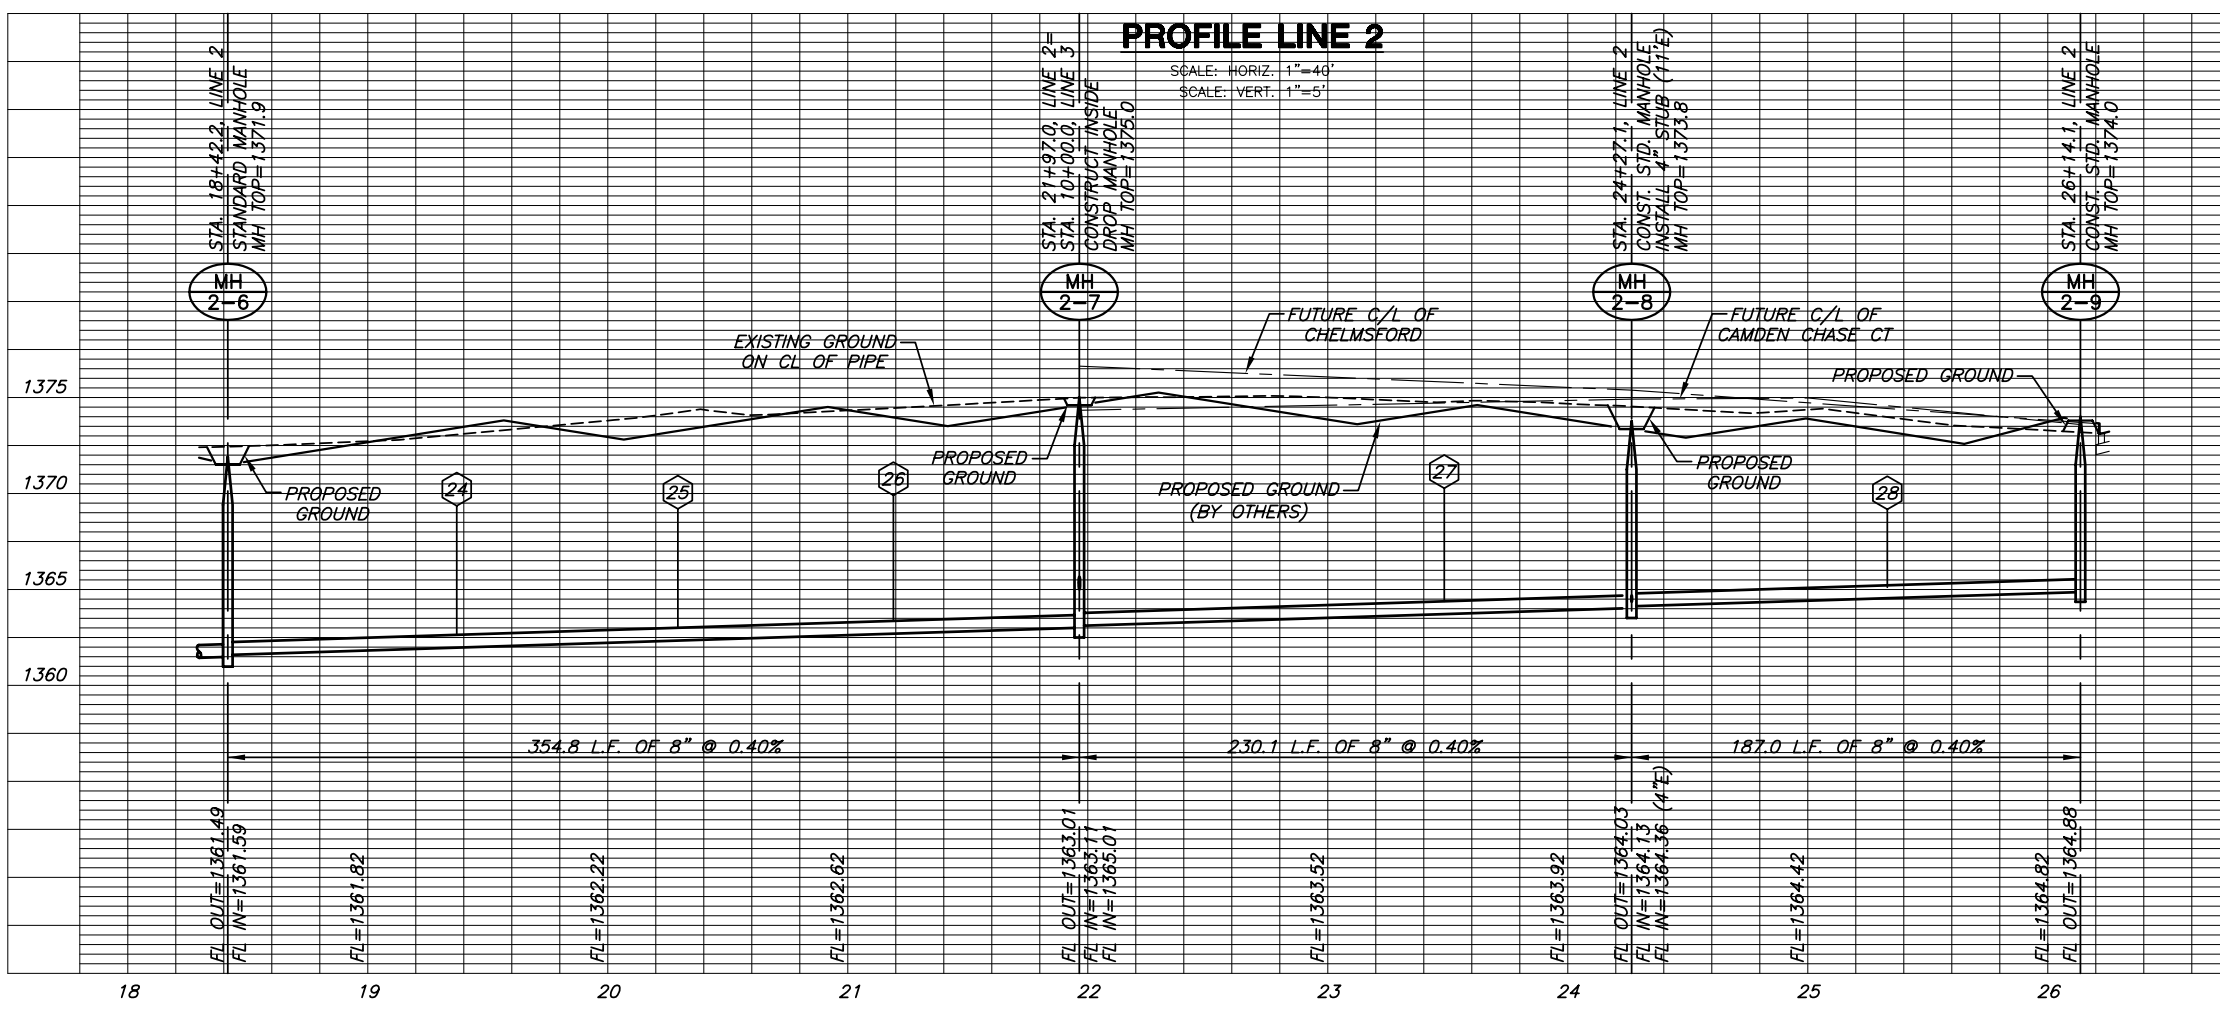 PROFILE LINE 2
SCALE: HORIZ. 1"=40'
SCALE: VERT. 1"=5'
STA. 18+42.2, LINE 2
STANDARD MANHOLE
MH TOP=1371.9
STA. 21+97.0, LINE 2=
STA. 10+00.0, LINE 3
CONSTRUCT INSIDE
DROP MANHOLE
MH TOP=1375.0
STA. 24+27.1, LINE 2
CONST. STD. MANHOLE
INSTALL 4" STUB (11'E)
MH TOP=1373.8
STA. 26+14.1, LINE 2
CONST. STD. MANHOLE
MH TOP=1374.0
MH
2-6
MH
2-7
MH
2-8
MH
2-9
EXISTING GROUND
ON CL OF PIPE
FUTURE C/L OF
CHELMSFORD
FUTURE C/L OF
CAMDEN CHASE CT
PROPOSED GROUND
1375
1370
1365
1360
PROPOSED
GROUND
24
25
26
PROPOSED
GROUND
PROPOSED GROUND
(BY OTHERS)
27
PROPOSED
GROUND
28
354.8 L.F. OF 8" @ 0.40%
230.1 L.F. OF 8" @ 0.40%
187.0 L.F. OF 8" @ 0.40%
FL OUT=1361.49
FL IN=1361.59
FL=1361.82
FL=1362.22
FL=1362.62
FL OUT=1363.01
FL IN=1363.11
FL IN=1365.01
FL=1363.52
FL=1363.92
FL OUT=1364.03
FL IN=1364.13
FL IN=1364.36 (4"E)
FL=1364.42
FL=1364.82
FL OUT=1364.88
18
19
20
21
22
23
24
25
26